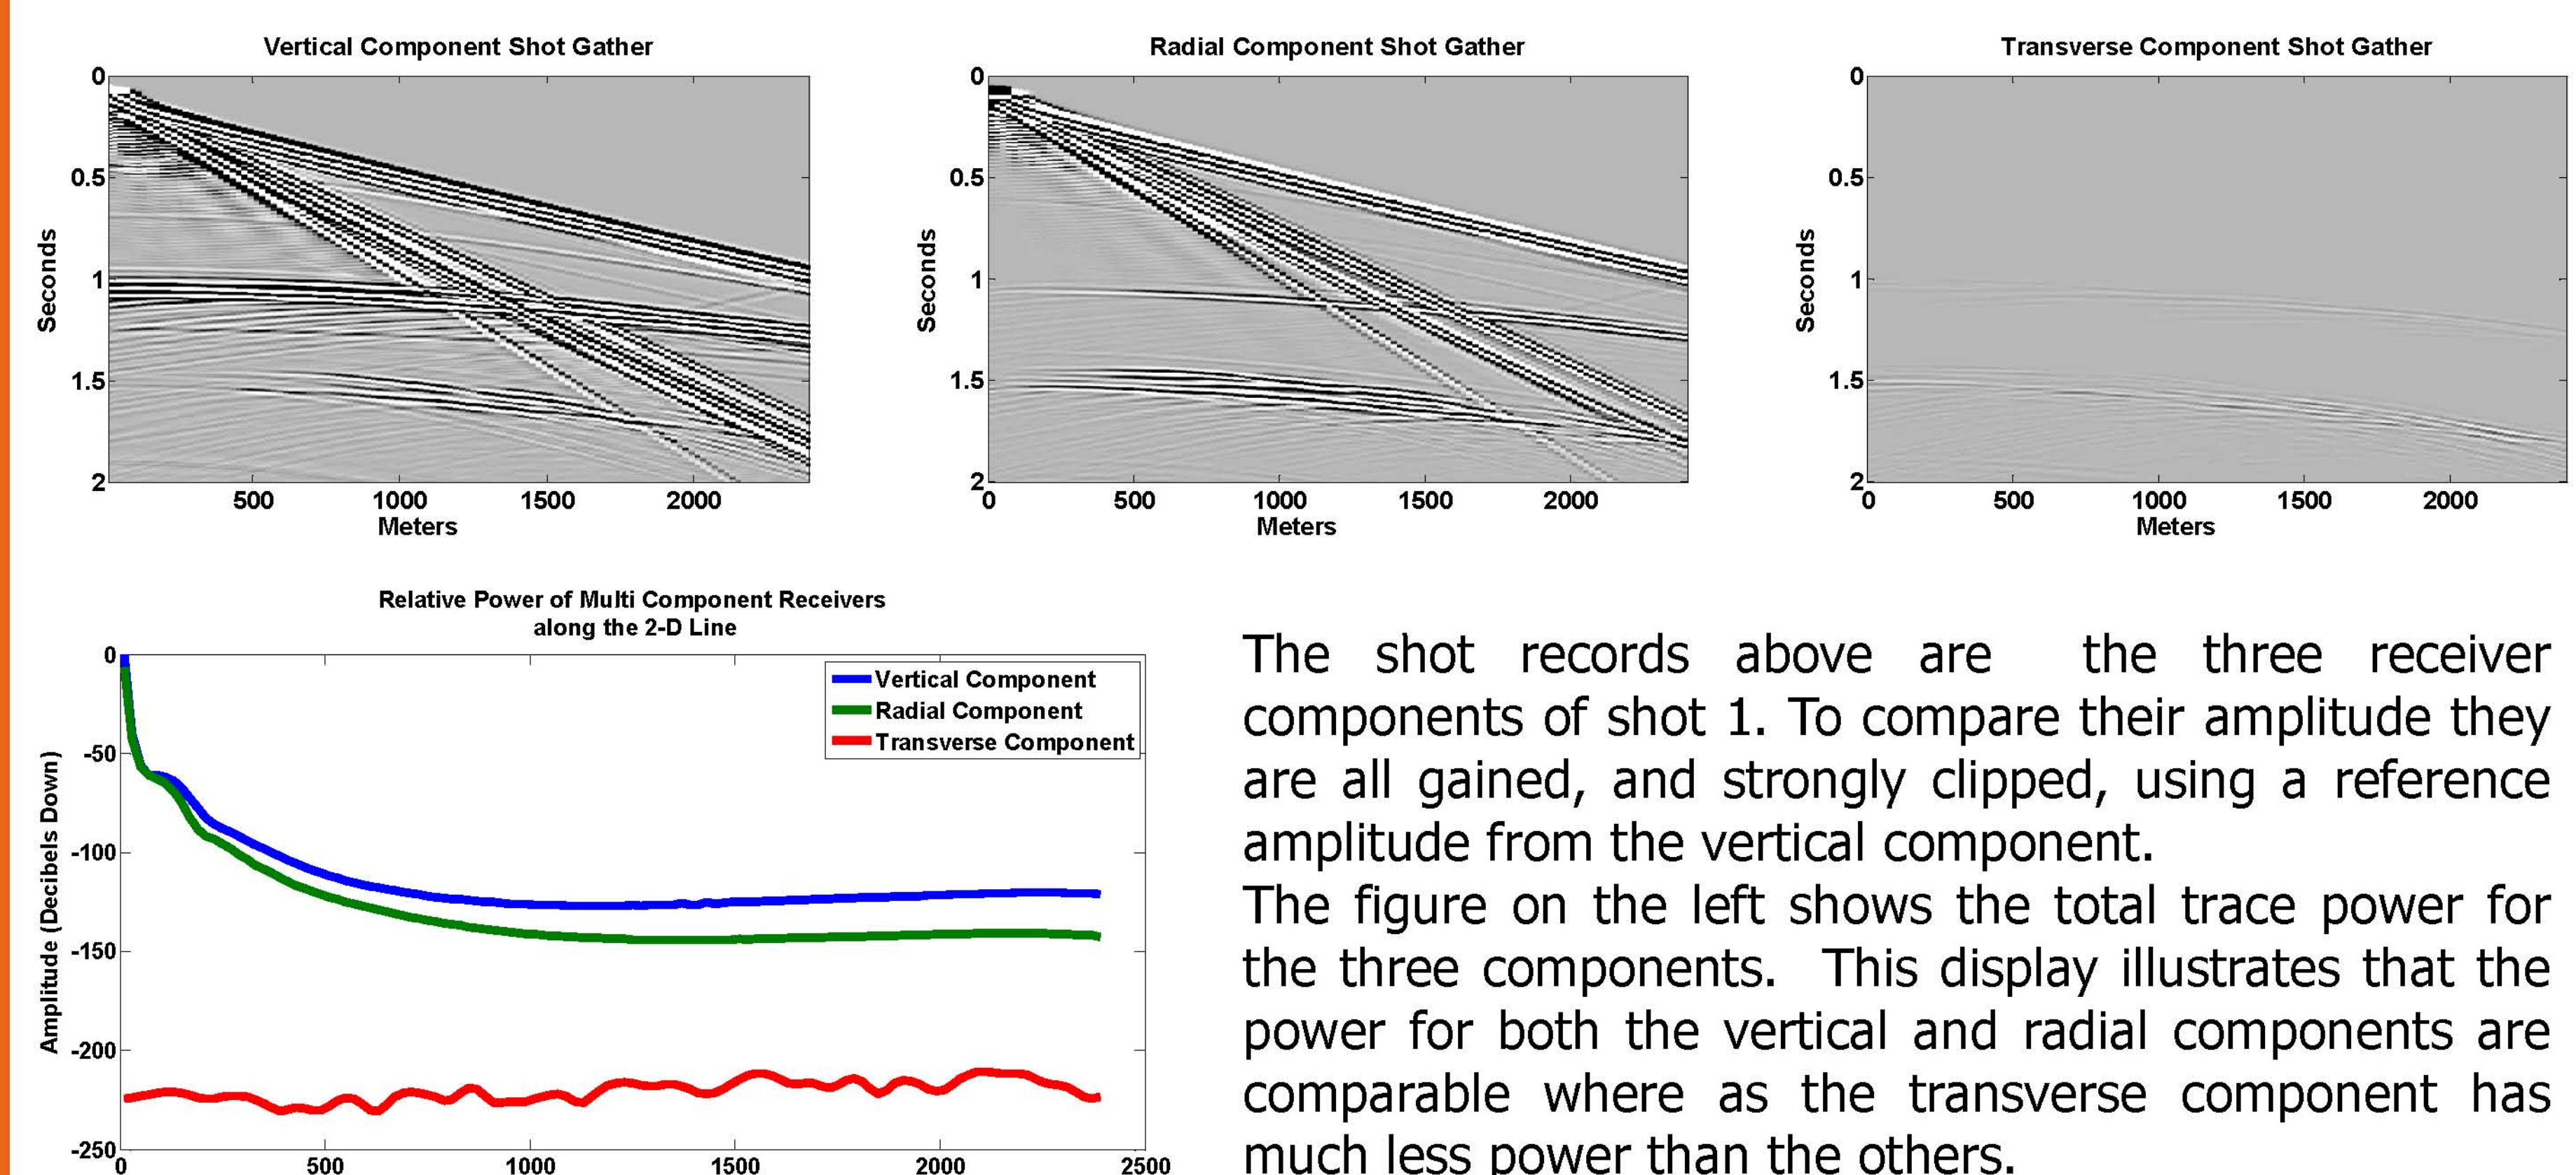 Vertical Component Shot Gather
0
0.5
1
1.5
2
Seconds
500 1000 1500 2000
Meters
Radial Component Shot Gather
0
0.5
1
1.5
2
Seconds
0 500 1000 1500 2000
Meters
Transverse Component Shot Gather
0
0.5
1
1.5
2
Seconds
0 500 1000 1500 2000
Meters
Relative Power of Multi Component Receivers
along the 2-D Line
0
-50
-100
-150
-200
-250
Amplitude (Decibels Down)
Vertical Component
Radial Component
Transverse Component
0 500 1000 1500 2000 2500
The shot records above are the three receiver
components of shot 1. To compare their amplitude they
are all gained, and strongly clipped, using a reference
amplitude from the vertical component.
The figure on the left shows the total trace power for
the three components. This display illustrates that the
power for both the vertical and radial components are
comparable where as the transverse component has
much less power than the others.